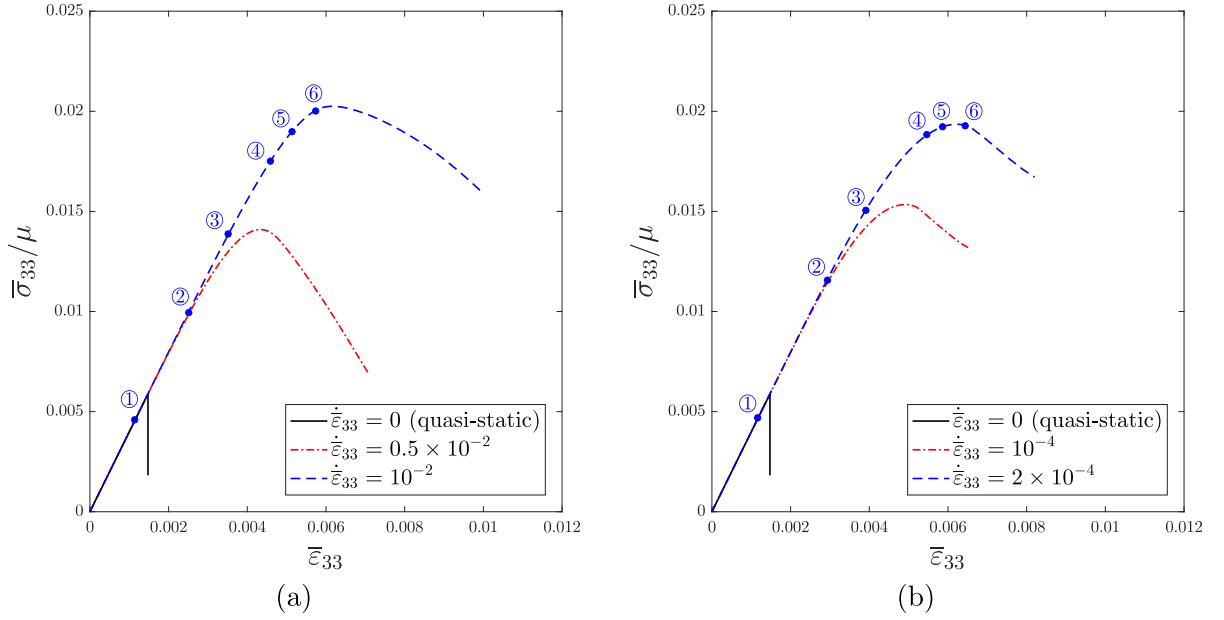 0.025
0.02
0.015
0.01
0.005
0
0 0.002 0.004 0.006 0.008 0.01 0.012
σ̅₃₃/μ
ε̅₃₃
① ② ③ ④ ⑤ ⑥
ε̅̇₃₃ = 0 (quasi-static)
ε̅̇₃₃ = 0.5 × 10⁻²
ε̅̇₃₃ = 10⁻²
(a)
0.025
0.02
0.015
0.01
0.005
0
0 0.002 0.004 0.006 0.008 0.01 0.012
σ̅₃₃/μ
ε̅₃₃
① ② ③ ④ ⑤ ⑥
ε̅̇₃₃ = 0 (quasi-static)
ε̅̇₃₃ = 10⁻⁴
ε̅̇₃₃ = 2 × 10⁻⁴
(b)